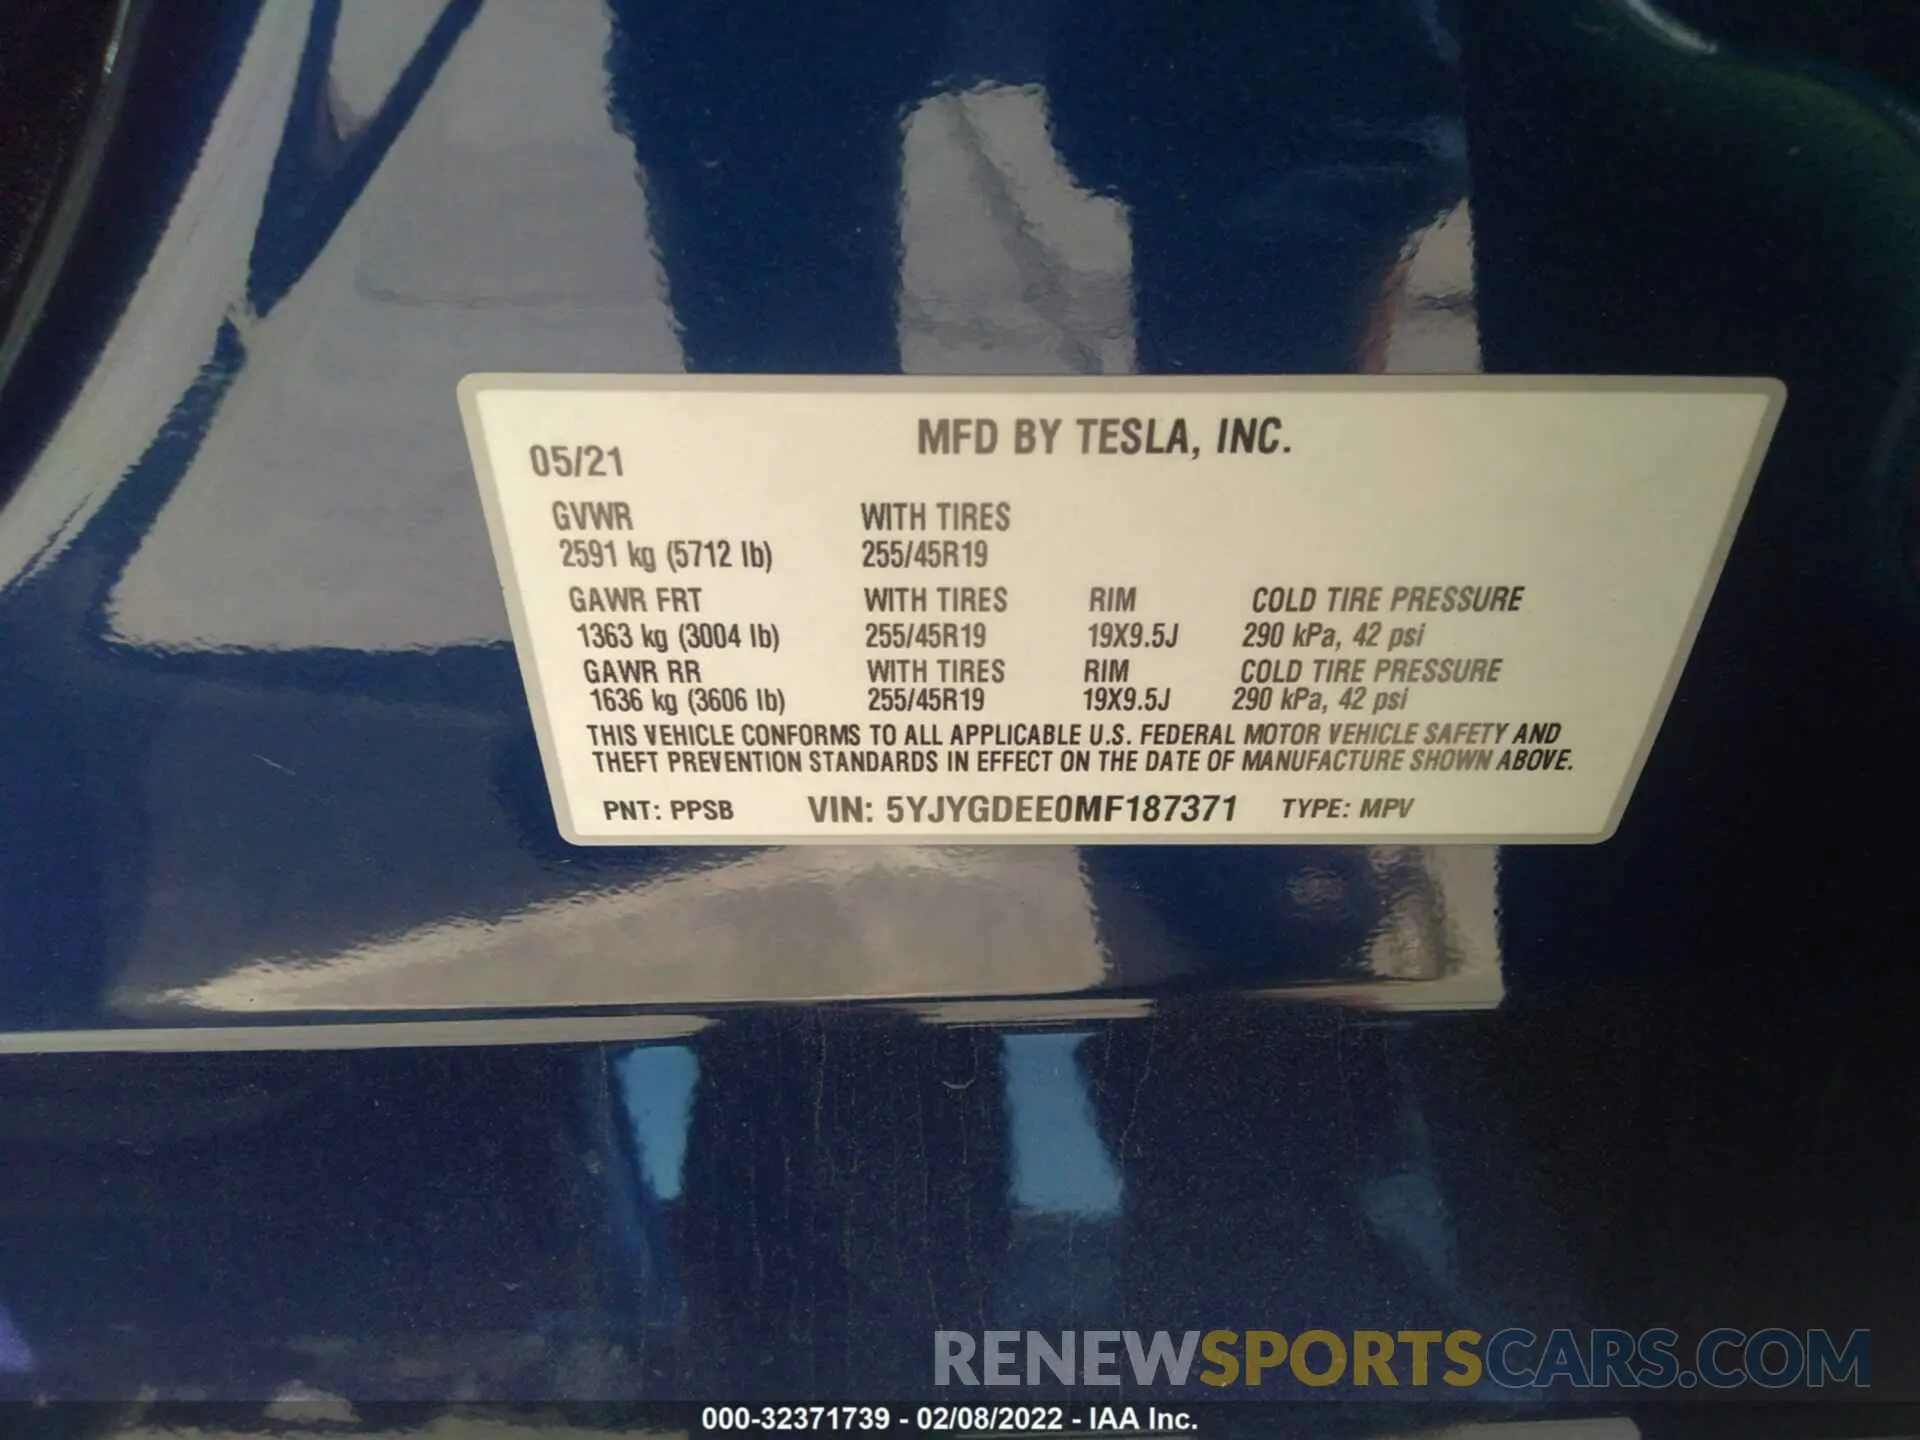 MFD BY TESLA, INC.
05/21
GVWR WITH TIRES
2591 kg (5712 lb) 255/45R19
GAWR FRT WITH TIRES RIM COLD TIRE PRESSURE
1363 kg (3004 lb) 255/45R19 19X9.5J 290 kPa, 42 psi
GAWR RR WITH TIRES RIM COLD TIRE PRESSURE
1636 kg (3606 lb) 255/45R19 19X9.5J 290 kPa, 42 psi
THIS VEHICLE CONFORMS TO ALL APPLICABLE U.S. FEDERAL MOTOR VEHICLE SAFETY AND
THEFT PREVENTION STANDARDS IN EFFECT ON THE DATE OF MANUFACTURE SHOWN ABOVE.
PNT: PPSB VIN: 5YJYGDEE0MF187371 TYPE: MPV
RENEWSPORTSCARS.COM
000-32371739 - 02/08/2022 - IAA Inc.